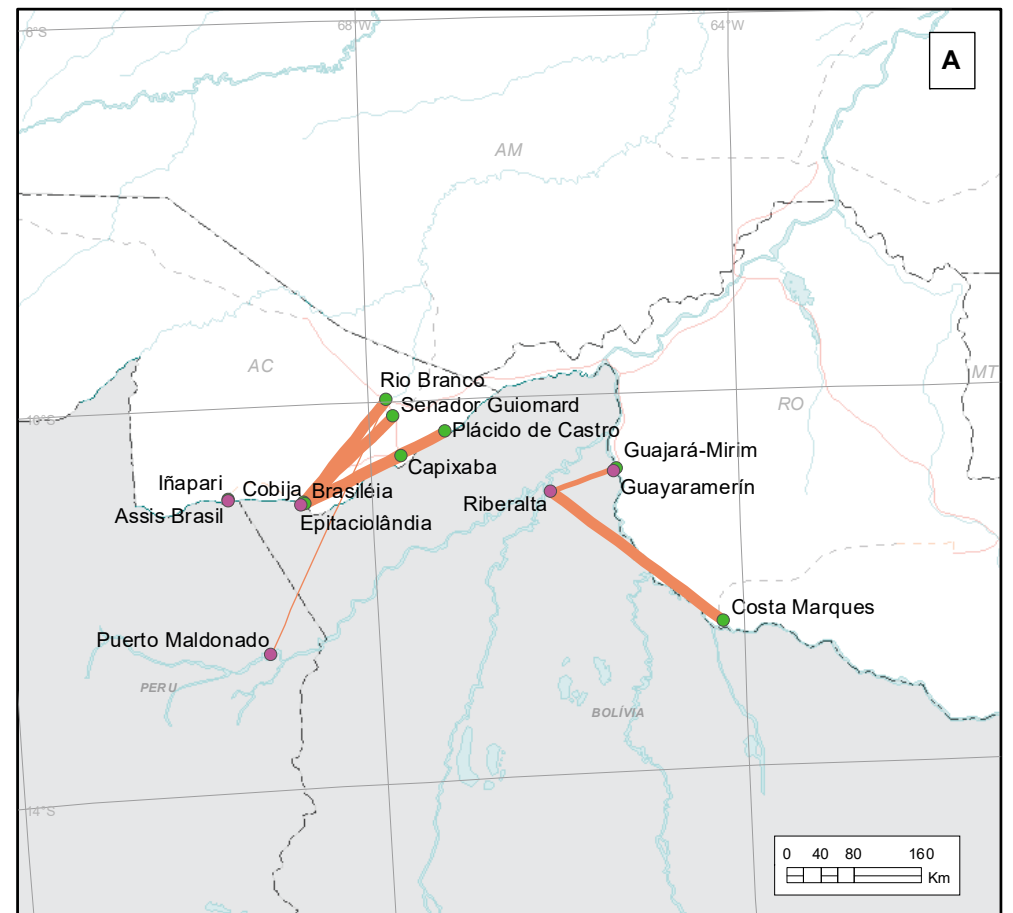 68°W
64°W
6°S
A
AM
AC
Rio Branco
MT
Senador Guiomard
RO
10°S
Plácido de Castro
Capixaba
Guajará-Mirim
Iñapari
Cobija
Brasiléia
Guayaramerín
Riberalta
Assis Brasil
Epitaciolândia
Costa Marques
Puerto Maldonado
PERU
BOLÍVIA
14°S
0 40 80 160
Km